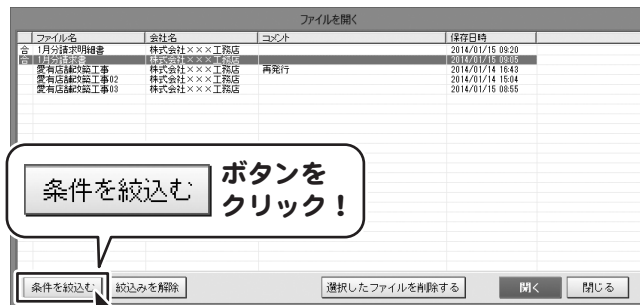 ファイルを開く
ファイル名 会社名 コメント 保存日時
合 1月分請求明細書 株式会社×××工務店 2014/01/15 09:20
合 1月分請求書 株式会社×××工務店 2014/01/15 09:05
愛有店舗改築工事 株式会社×××工務店 再発行 2014/01/14 16:43
愛有店舗改築工事02 株式会社×××工務店 2014/01/14 15:04
愛有店舗改築工事03 株式会社×××工務店 2014/01/15 08:55
条件を絞込む
ボタンを
クリック！
条件を絞込む 絞込みを解除 選択したファイルを削除する 開く 閉じる